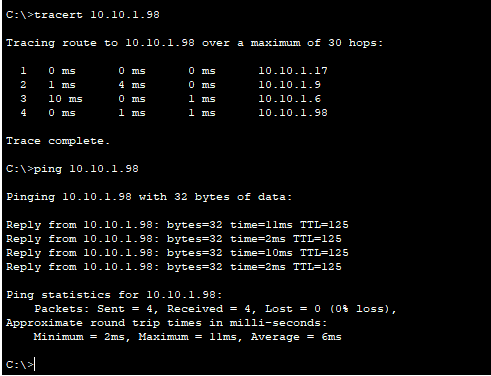 C:\>tracert 10.10.1.98
Tracing route to 10.10.1.98 over a maximum of 30 hops:
1 0 ms 0 ms 0 ms 10.10.1.17
2 1 ms 4 ms 0 ms 10.10.1.9
3 10 ms 0 ms 1 ms 10.10.1.6
4 0 ms 1 ms 1 ms 10.10.1.98
Trace complete.
C:\>ping 10.10.1.98
Pinging 10.10.1.98 with 32 bytes of data:
Reply from 10.10.1.98: bytes=32 time=11ms TTL=125
Reply from 10.10.1.98: bytes=32 time=2ms TTL=125
Reply from 10.10.1.98: bytes=32 time=10ms TTL=125
Reply from 10.10.1.98: bytes=32 time=2ms TTL=125
Ping statistics for 10.10.1.98:
Packets: Sent = 4, Received = 4, Lost = 0 (0% loss),
Approximate round trip times in milli-seconds:
Minimum = 2ms, Maximum = 11ms, Average = 6ms
C:\>